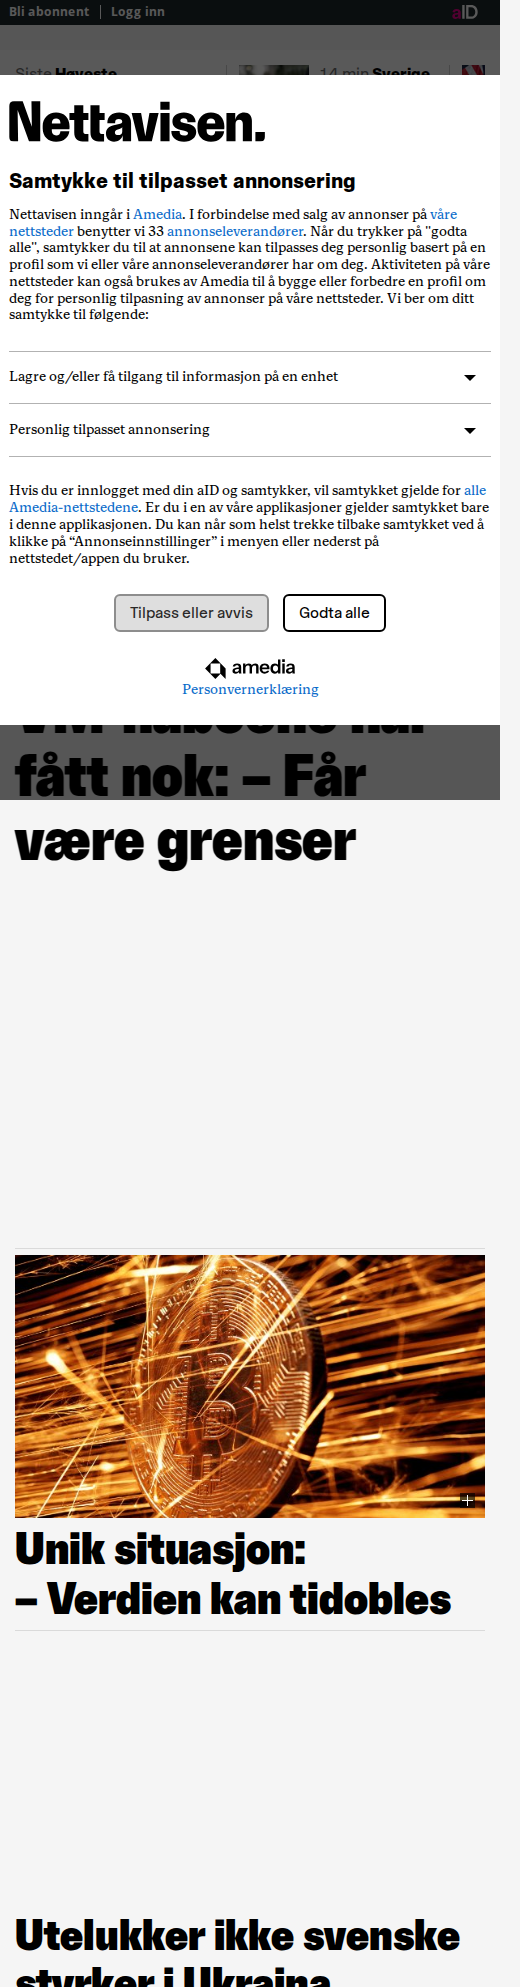 Bli abonnent
Logg inn
aID
Siste Høyeste
14 min Sverige
Nettavisen.
Samtykke til tilpasset annonsering
Nettavisen inngår i Amedia. I forbindelse med salg av annonser på våre
nettsteder benytter vi 33 annonseleverandører. Når du trykker på "godta
alle", samtykker du til at annonsene kan tilpasses deg personlig basert på en
profil som vi eller våre annonseleverandører har om deg. Aktiviteten på våre
nettsteder kan også brukes av Amedia til å bygge eller forbedre en profil om
deg for personlig tilpasning av annonser på våre nettsteder. Vi ber om ditt
samtykke til følgende:
Lagre og/eller få tilgang til informasjon på en enhet
Personlig tilpasset annonsering
Hvis du er innlogget med din aID og samtykker, vil samtykket gjelde for alle
Amedia-nettstedene. Er du i en av våre applikasjoner gjelder samtykket bare
i denne applikasjonen. Du kan når som helst trekke tilbake samtykket ved å
klikke på “Annonseinnstillinger” i menyen eller nederst på
nettstedet/appen du bruker.
Tilpass eller avvis
Godta alle
amedia
Personvernerklæring
naboene har
fått nok: – Får
være grenser
Unik situasjon:
– Verdien kan tidobles
Utelukker ikke svenske
styrker i Ukraina